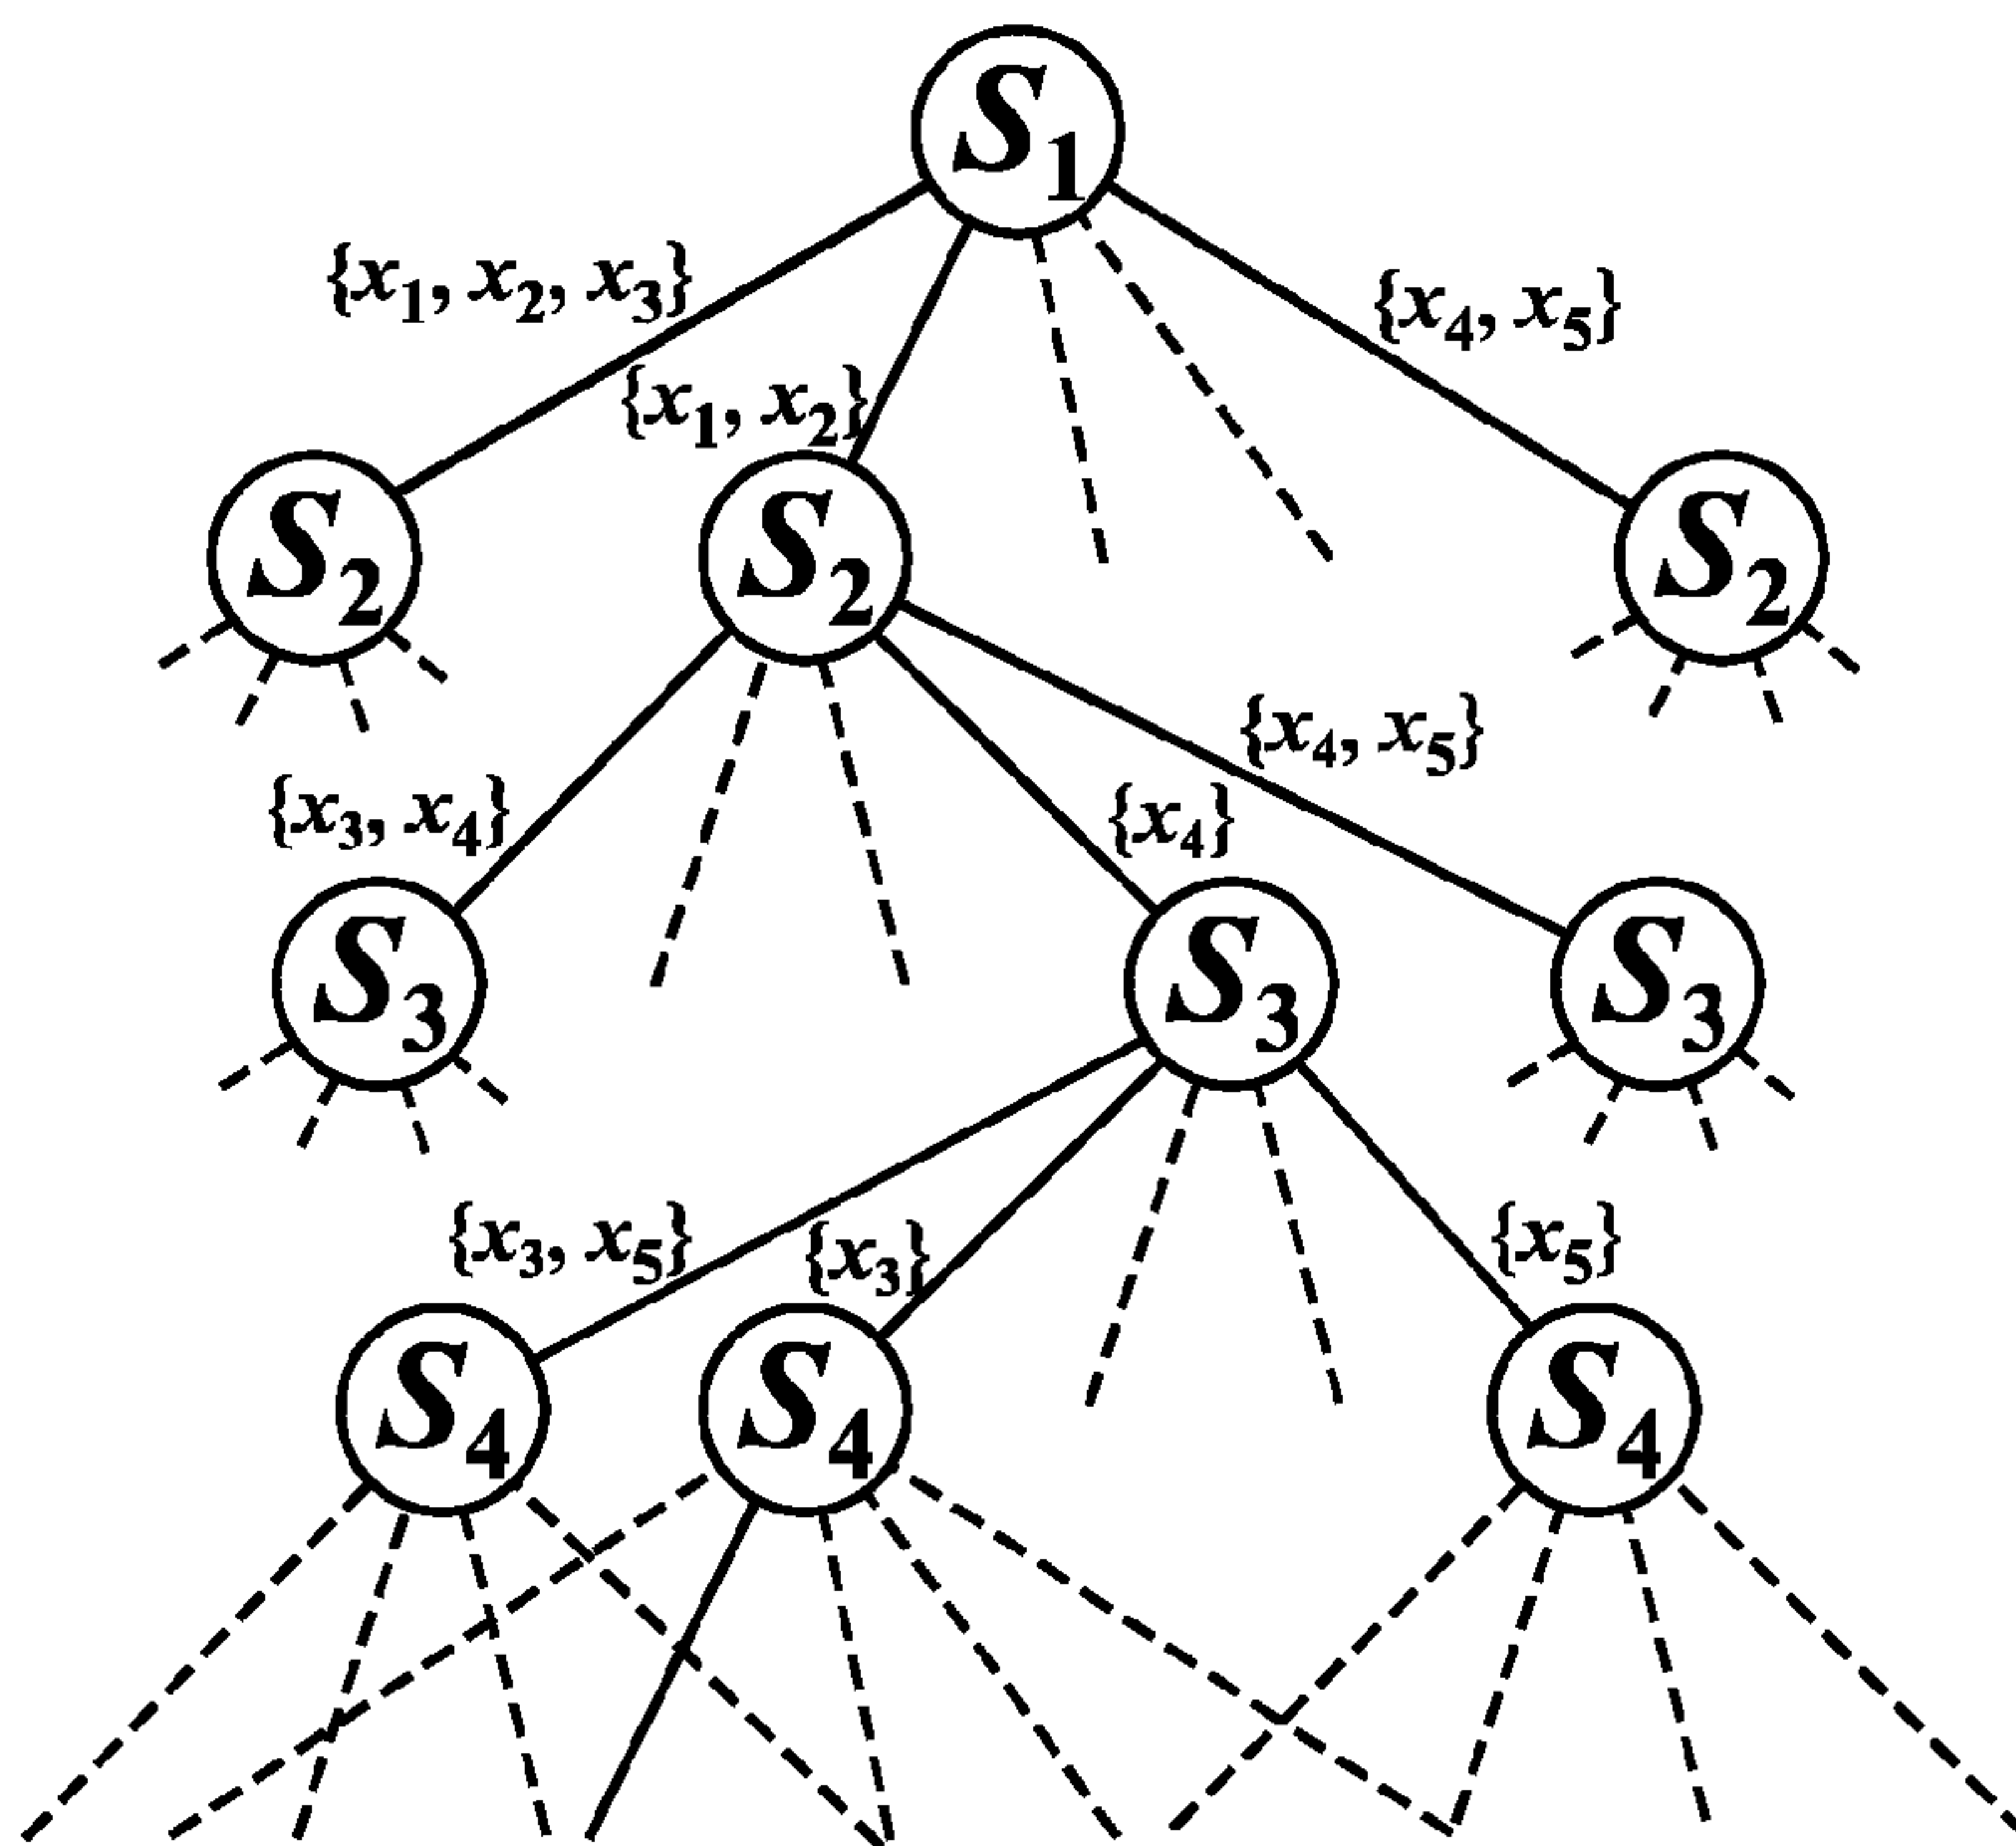 S1
{x1, x2, x3}
{x4, x5}
{x1, x2}
S2 S2 S2
{x4, x5}
{x3, x4}
{x4}
S3 S3 S3
{x3, x5}
{x3}
{x5}
S4 S4 S4